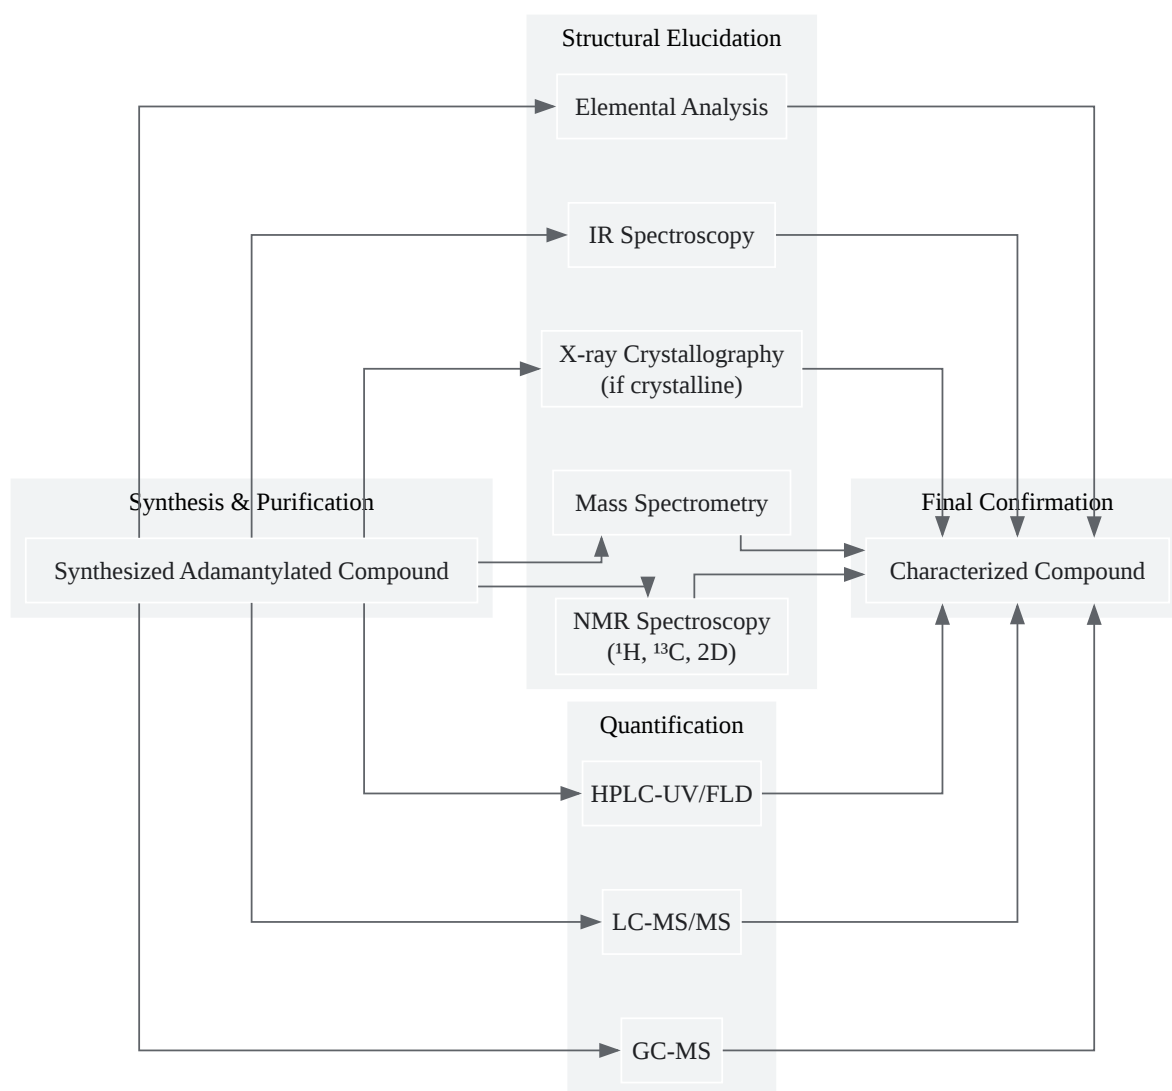 Structural Elucidation
Elemental Analysis
IR Spectroscopy
X-ray Crystallography
(if crystalline)
Synthesis & Purification
Mass Spectrometry
Final Confirmation
Synthesized Adamantylated Compound
Characterized Compound
NMR Spectroscopy
(¹H, ¹³C, 2D)
Quantification
HPLC-UV/FLD
LC-MS/MS
GC-MS